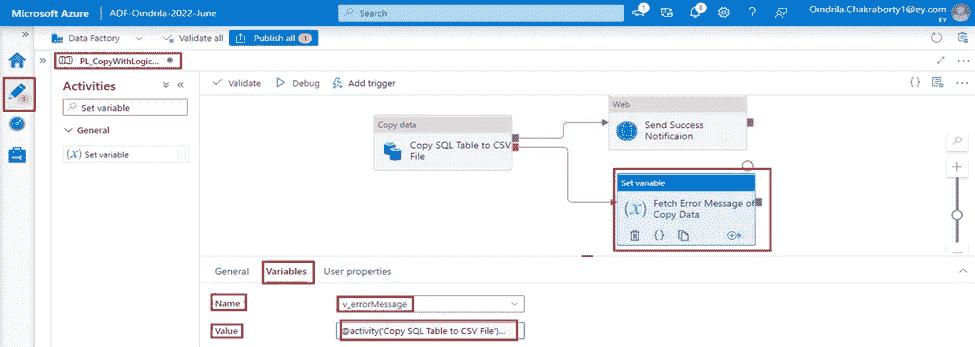 Microsoft Azure
ADF-Oindrila-2022-June
Search
Oindrila.Chakraborty1@ey.com
EY
Data Factory
Validate all
Publish all
PL_CopyWithLogic...
Validate
Debug
Add trigger
Activities
Set variable
General
(x) Set variable
Copy data
Copy SQL Table to CSV
File
Web
Send Success
Notificaion
Set variable
(x) Fetch Error Message of
Copy Data
General
Variables
User properties
Name
v_errorMessage
Value
@activity('Copy SQL Table to CSV File')...